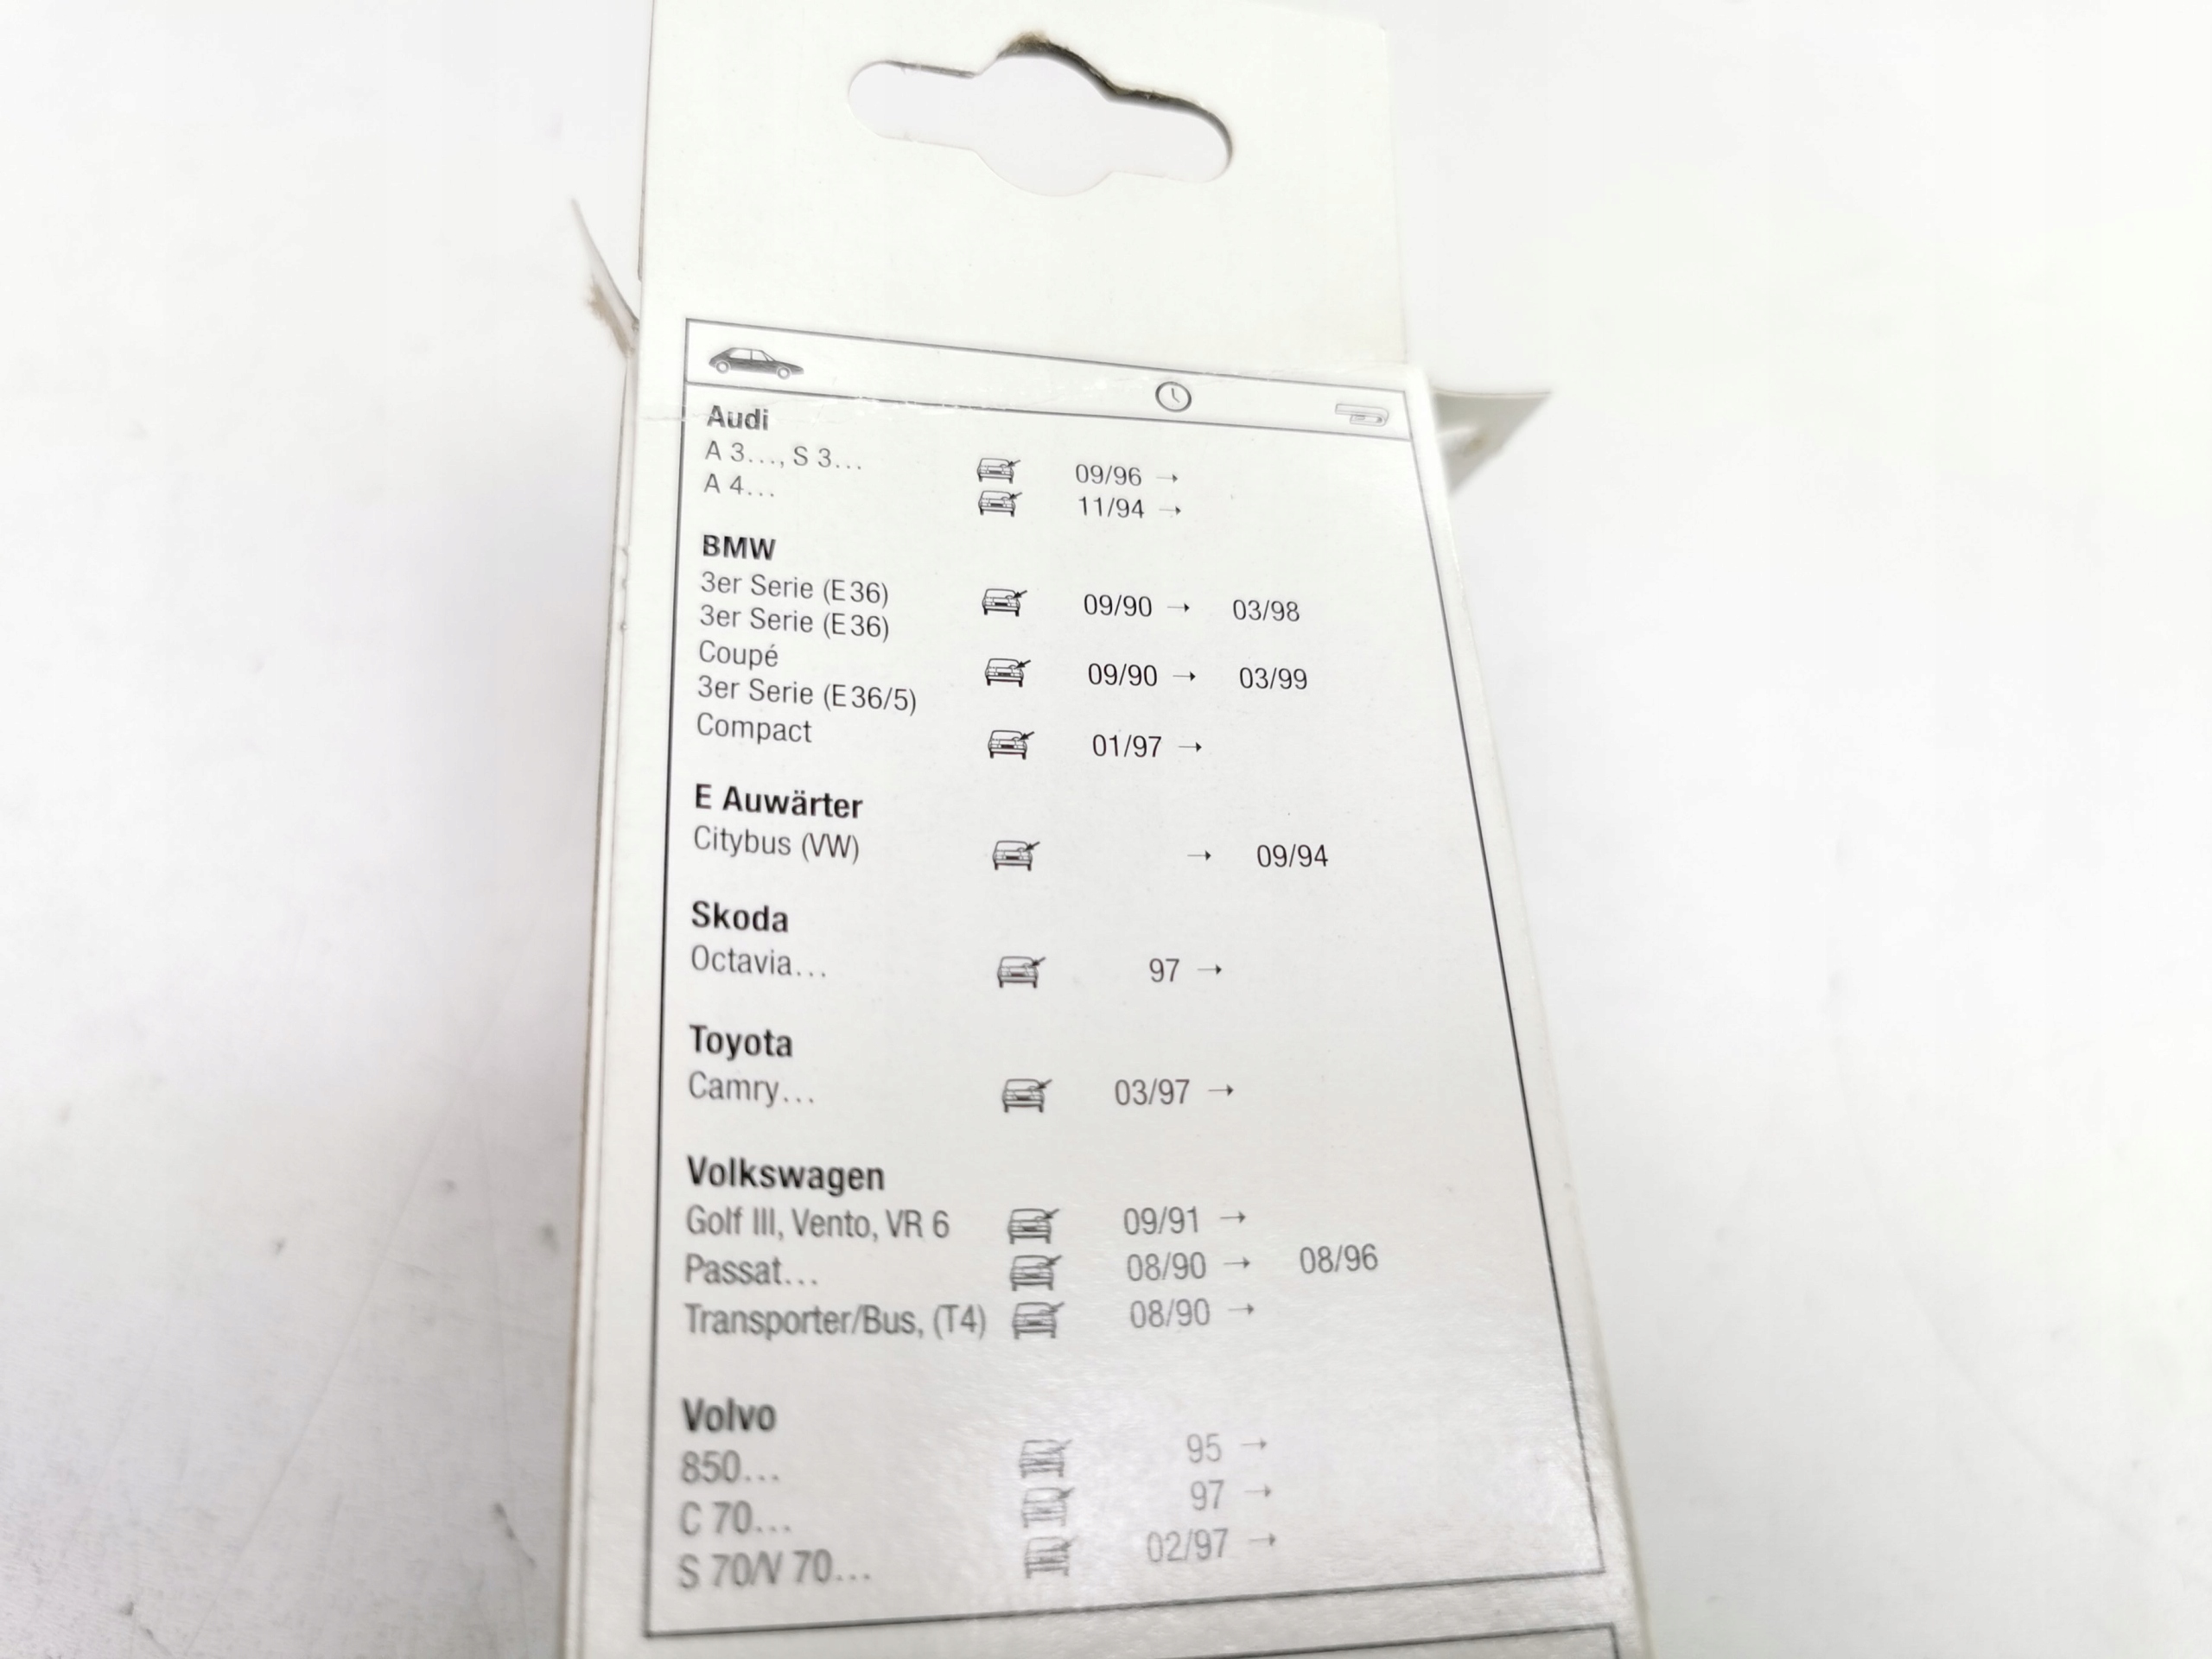 Audi
A 3…, S 3… 09/96 →
A 4… 11/94 →
BMW
3er Serie (E36) 09/90 → 03/98
3er Serie (E36)
Coupé 09/90 → 03/99
3er Serie (E36/5)
Compact 01/97 →
E Auwärter
Citybus (VW) → 09/94
Skoda
Octavia… 97 →
Toyota
Camry… 03/97 →
Volkswagen
Golf III, Vento, VR 6 09/91 →
Passat… 08/90 → 08/96
Transporter/Bus, (T4) 08/90 →
Volvo
850… 95 →
C 70… 97 →
S 70/V 70… 02/97 →